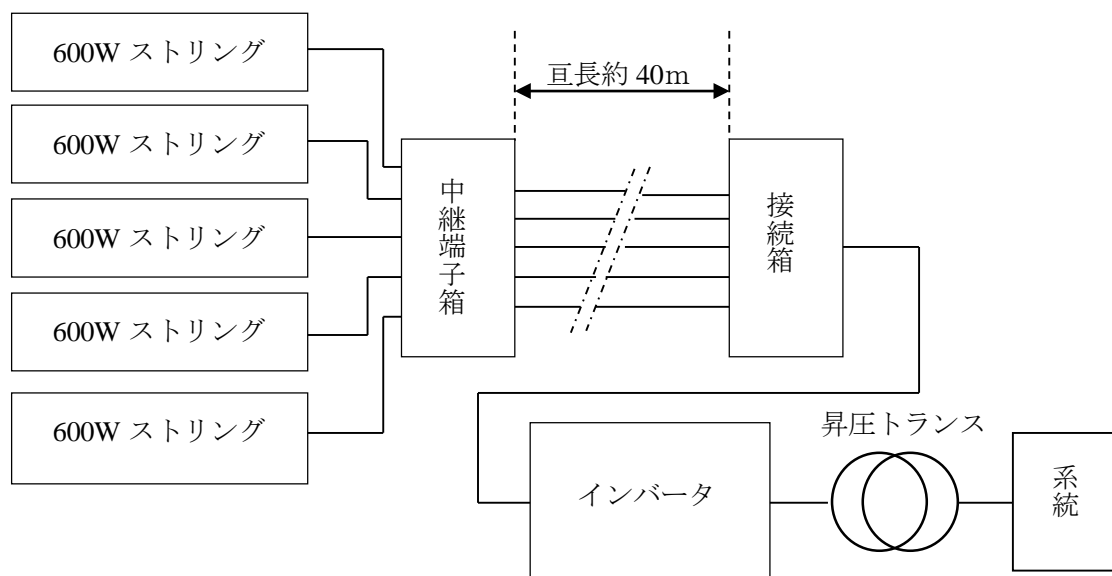 600W ストリング
600W ストリング
600W ストリング
600W ストリング
600W ストリング
中継端子箱
亘長約 40m
接続箱
インバータ
昇圧トランス
系統